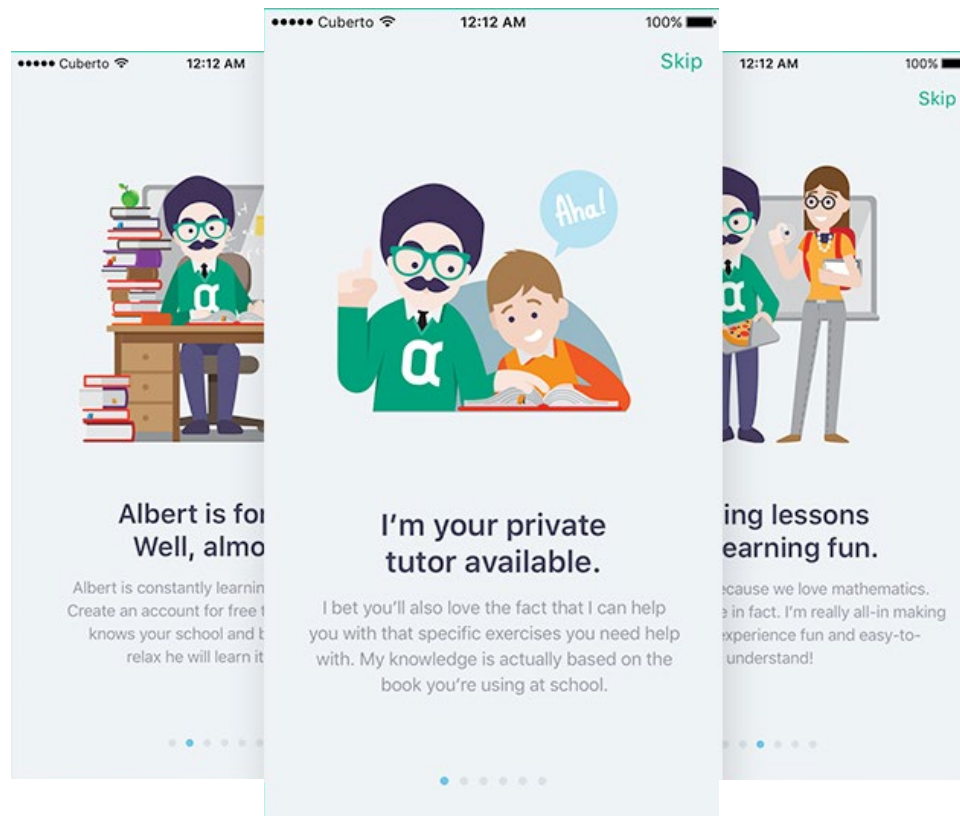 Cuberto
12:12 AM
Albert is for
Well, almo
Albert is constantly learnin
Create an account for free t
knows your school and b
relax he will learn it
α
Cuberto
12:12 AM
100%
Skip
Aha!
α
I’m your private
tutor available.
I bet you’ll also love the fact that I can help
you with that specific exercises you need help
with. My knowledge is actually based on the
book you’re using at school.
12:12 AM
100%
Skip
α
ing lessons
earning fun.
ecause we love mathematics.
e in fact. I’m really all-in making
experience fun and easy-to-
understand!